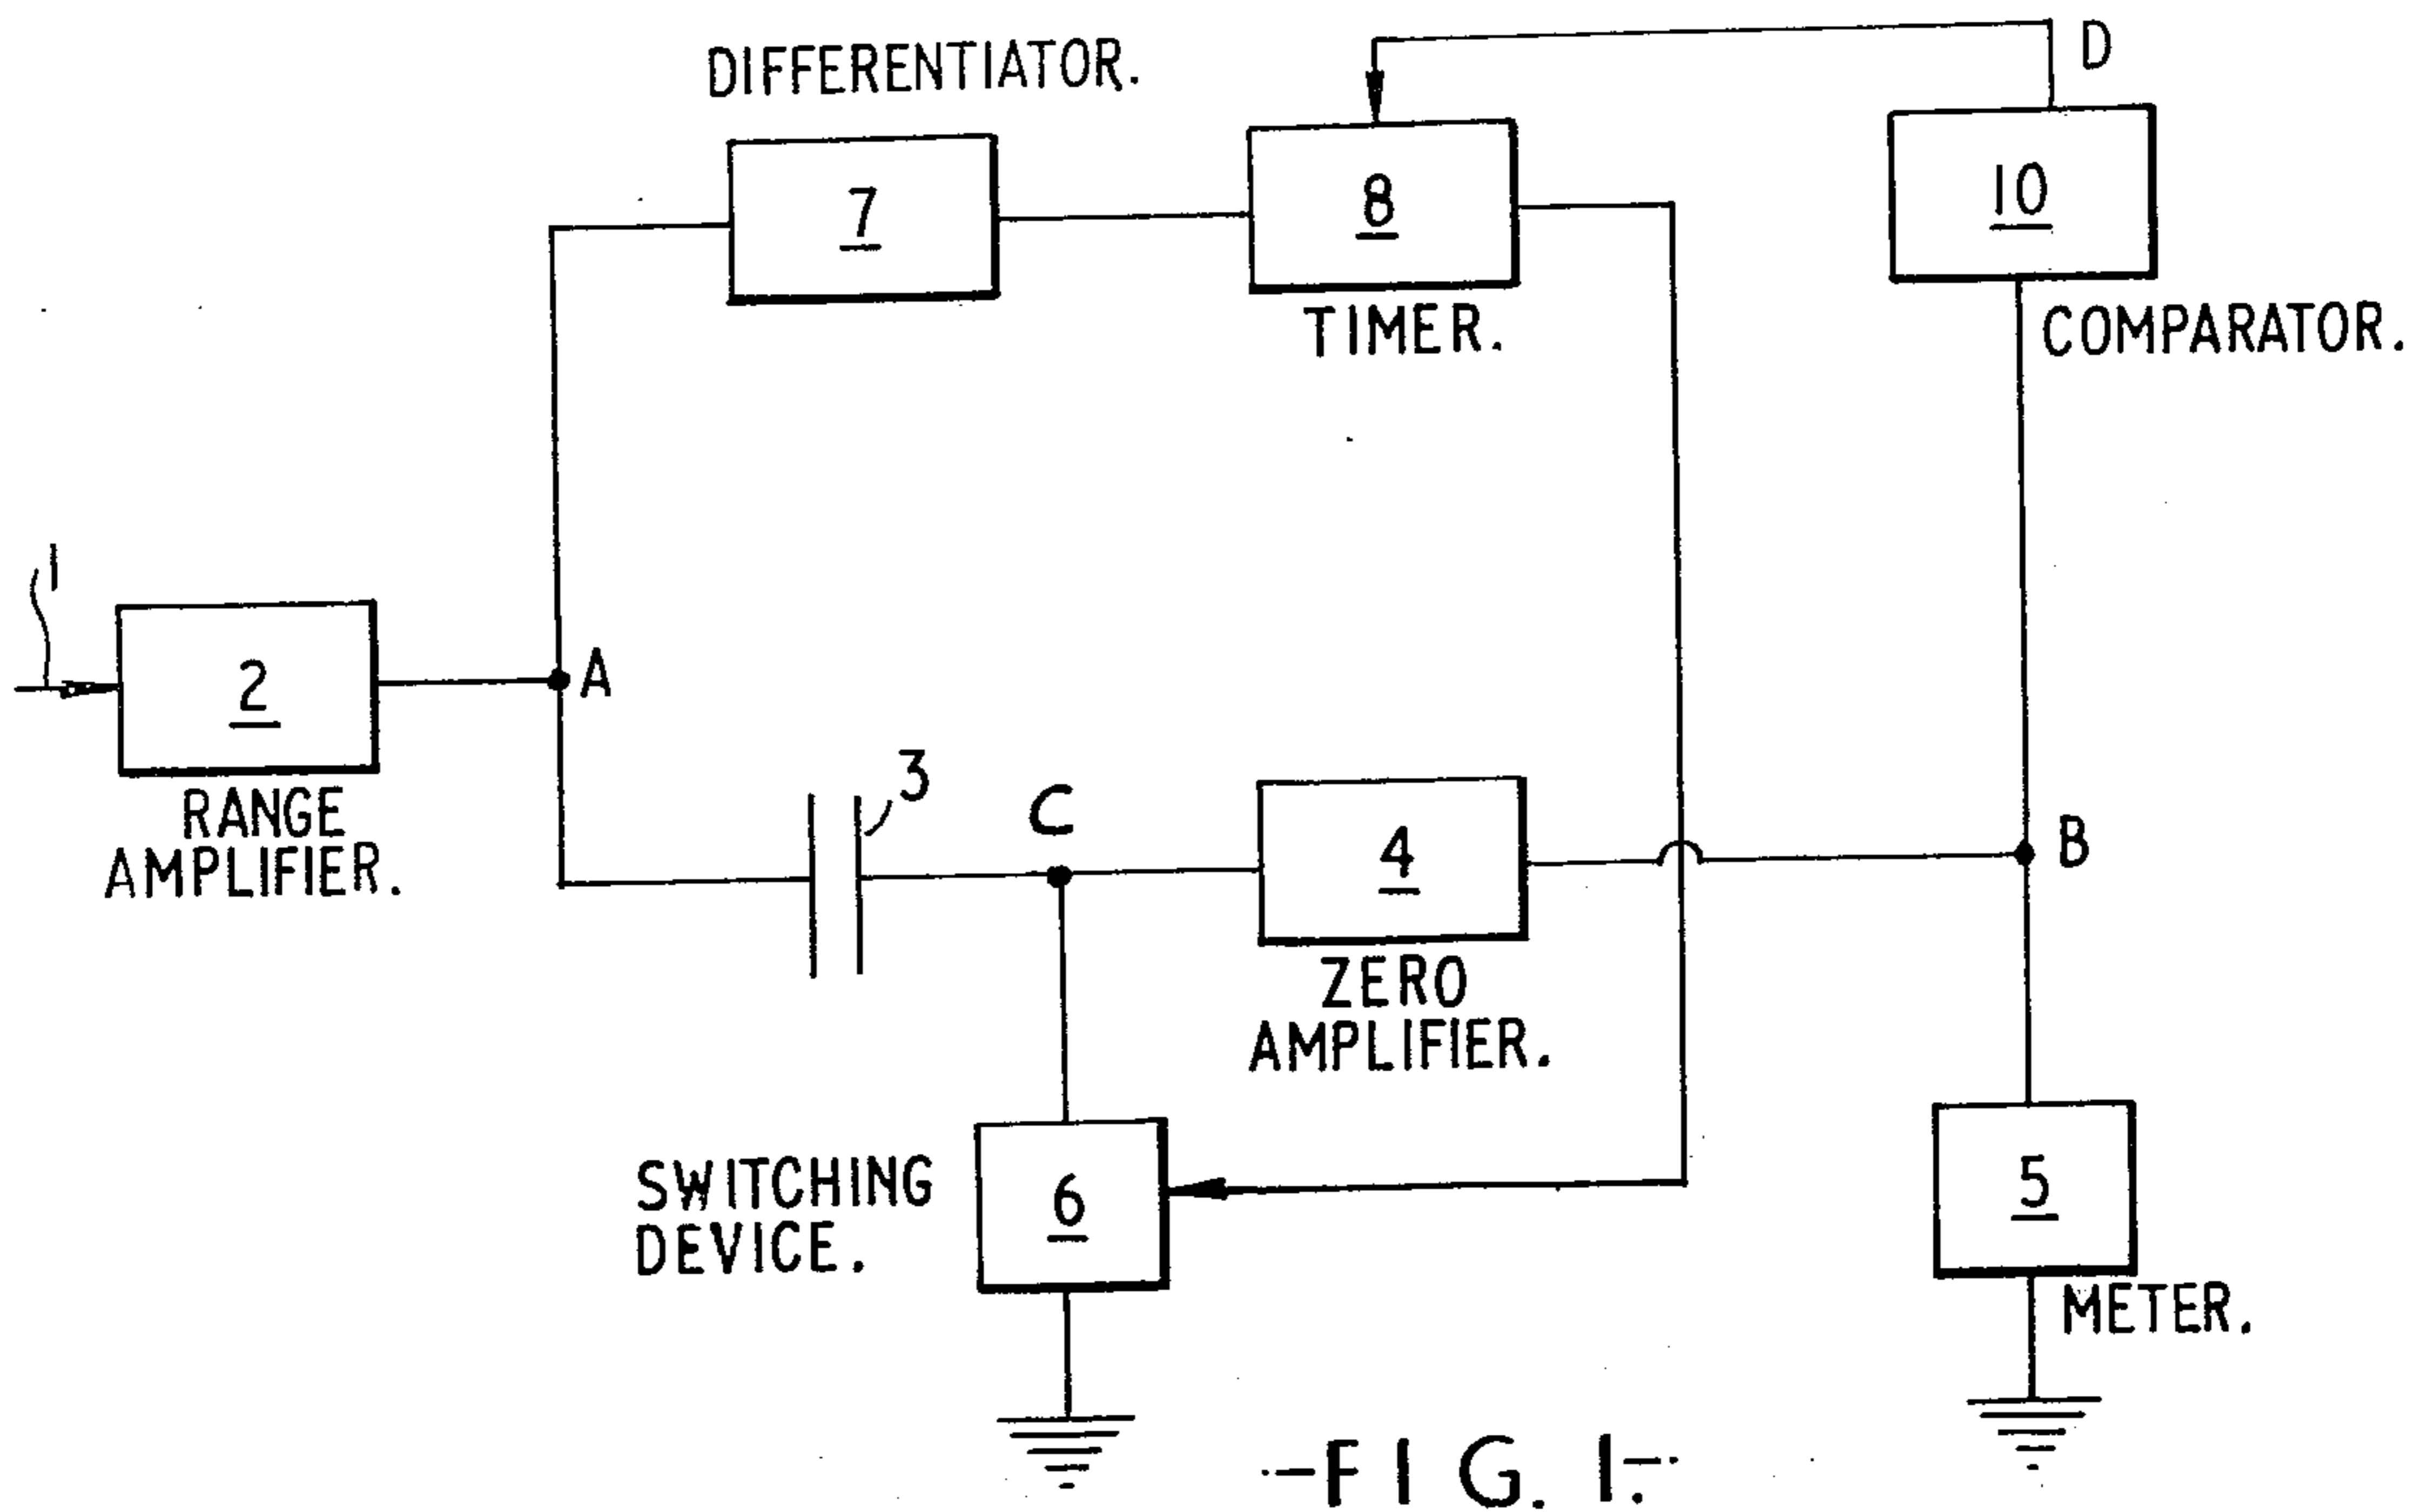 D
DIFFERENTIATOR.
7
8
10
TIMER.
COMPARATOR.
1
2
A
RANGE
AMPLIFIER.
3
C
4
B
ZERO
AMPLIFIER.
SWITCHING
DEVICE.
6
5
METER.
-FIG. 1-